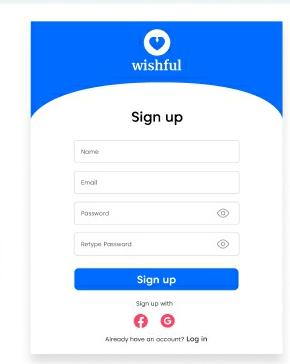 wishful
Sign up
Name
Email
Password
Retype Password
Sign up
Sign up with
Already have an account? Log in